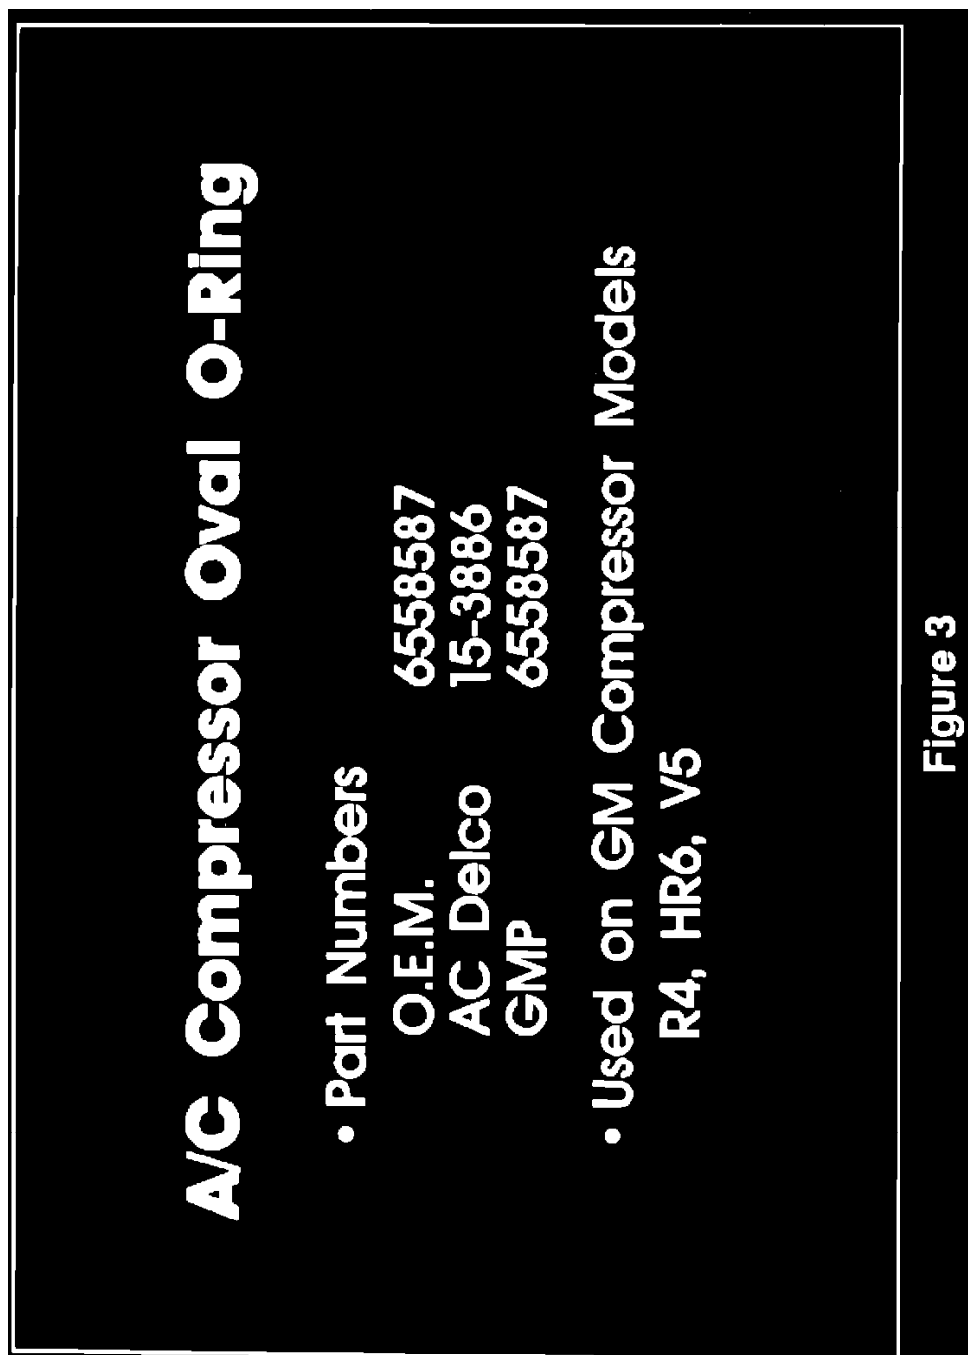 A/C Compressor Oval O-Ring
• Part Numbers
O.E.M. 6558587
AC Delco 15-3886
GMP 6558587
• Used on GM Compressor Models
R4, HR6, V5
Figure 3